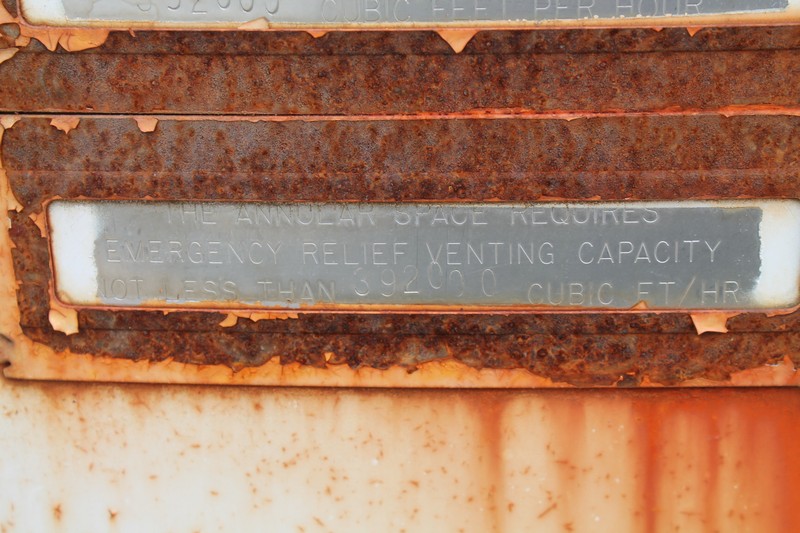 392000 CUBIC FEET PER HOUR
THE ANNULAR SPACE REQUIRES
EMERGENCY RELIEF VENTING CAPACITY
NOT LESS THAN 392000 CUBIC FT/HR